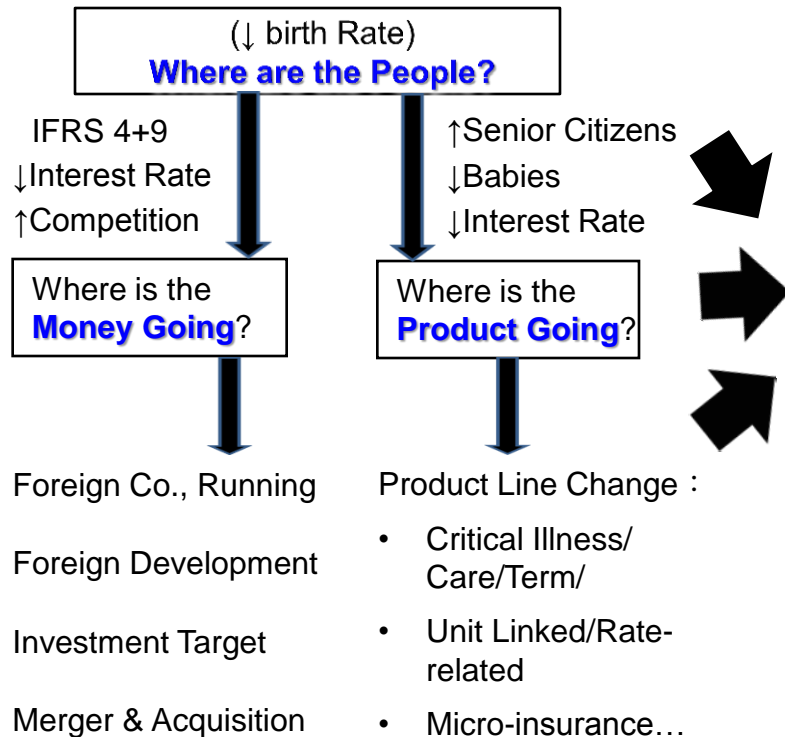 (↓ birth Rate)
Where are the People?
IFRS 4+9
↓Interest Rate
↑Competition
↑Senior Citizens
↓Babies
↓Interest Rate
Where is the
Money Going?
Where is the
Product Going?
Foreign Co., Running
Foreign Development
Investment Target
Merger & Acquisition
Product Line Change：
• Critical Illness/
Care/Term/
• Unit Linked/Rate-
related
• Micro-insurance…